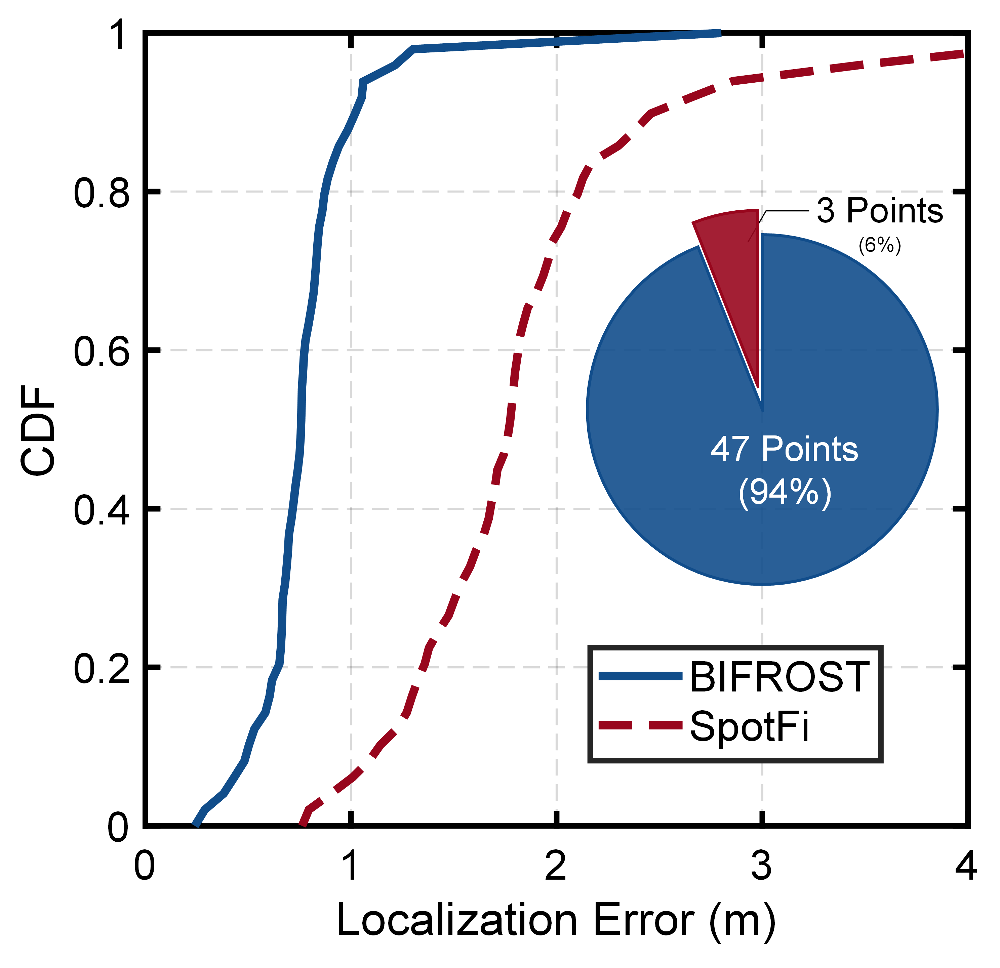 1
0.8
0.6
0.4
0.2
0
CDF
3 Points
(6%)
47 Points
(94%)
BIFROST
SpotFi
0 1 2 3 4
Localization Error (m)